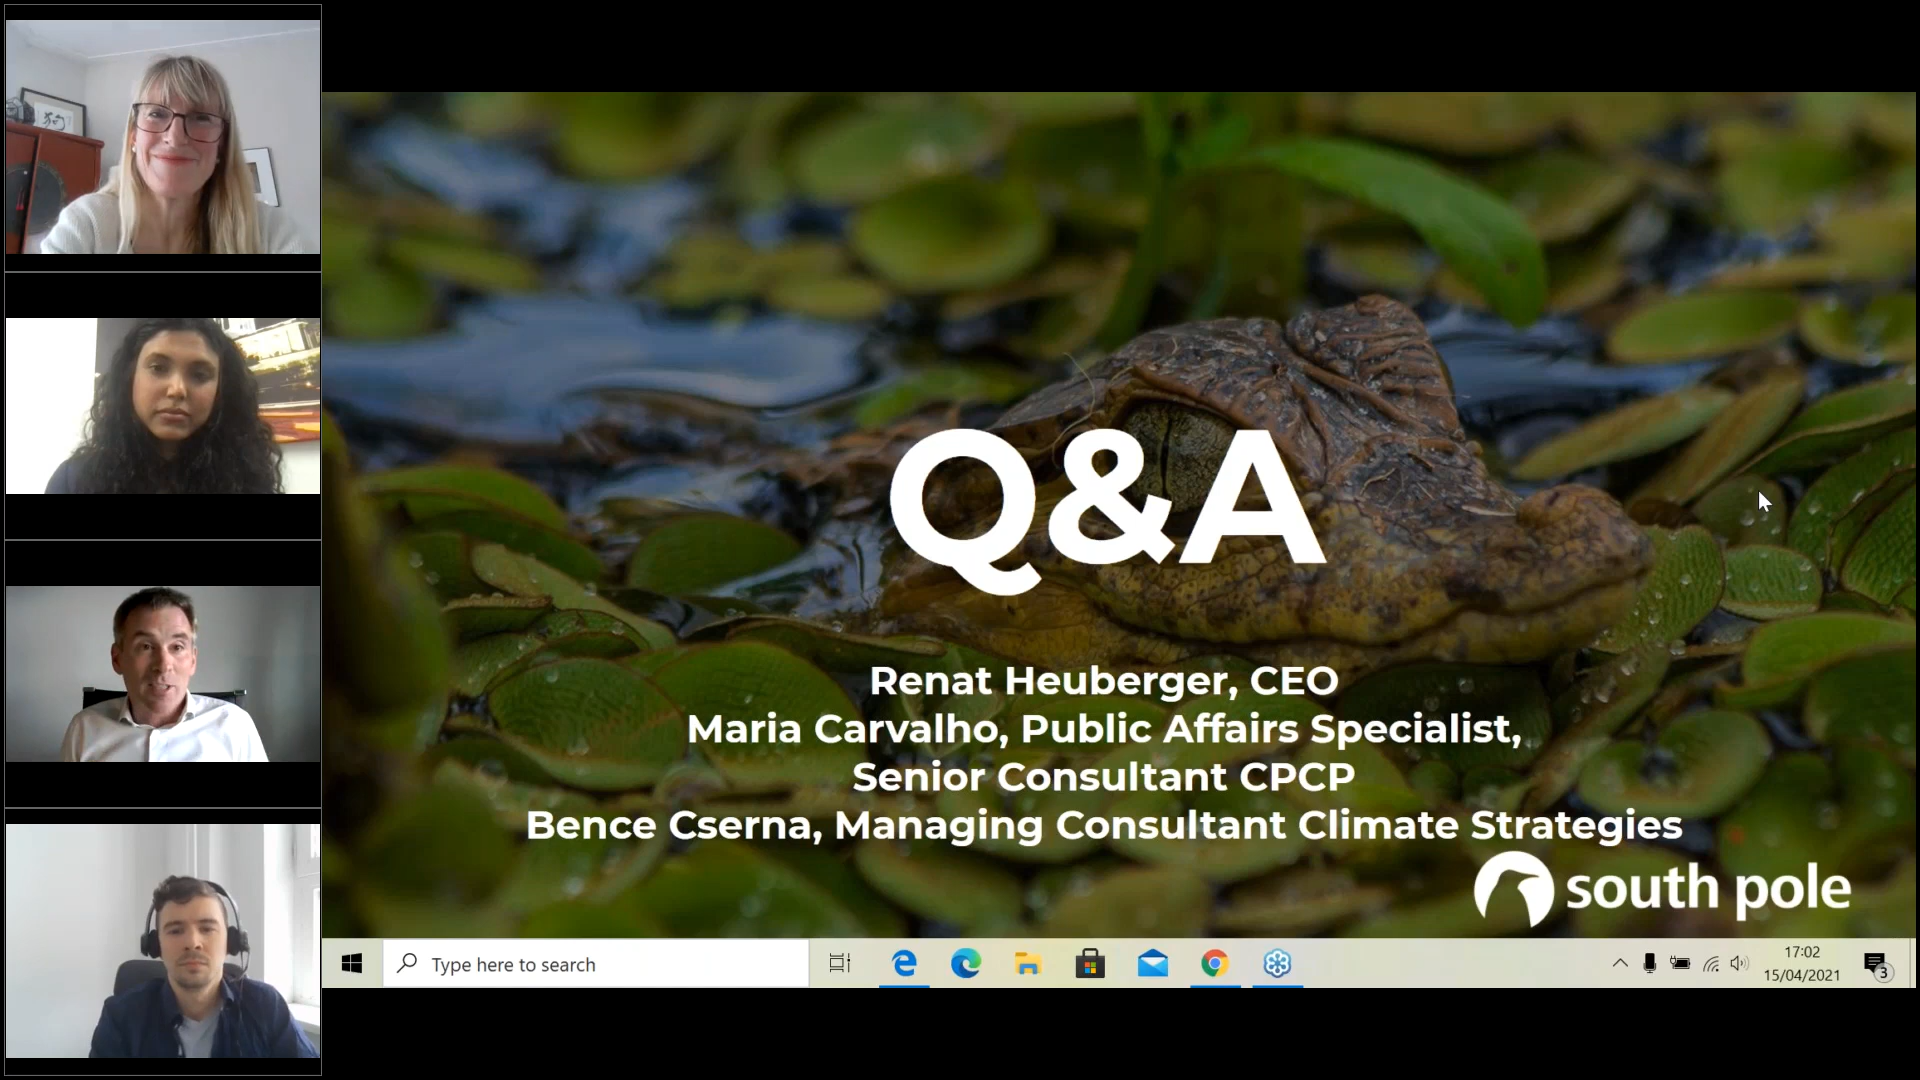 Q&A
Renat Heuberger, CEO
Maria Carvalho, Public Affairs Specialist,
Senior Consultant CPCP
Bence Cserna, Managing Consultant Climate Strategies
south pole
Type here to search
17:02
15/04/2021
3